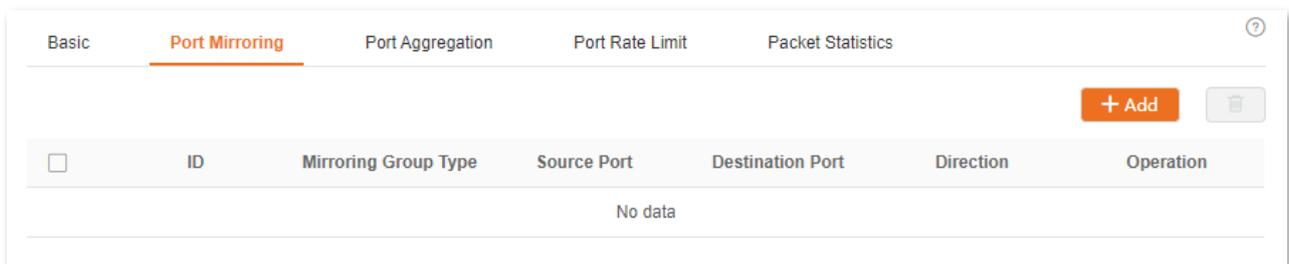 Basic Port Mirroring Port Aggregation Port Rate Limit Packet Statistics ?
+ Add
ID Mirroring Group Type Source Port Destination Port Direction Operation
No data